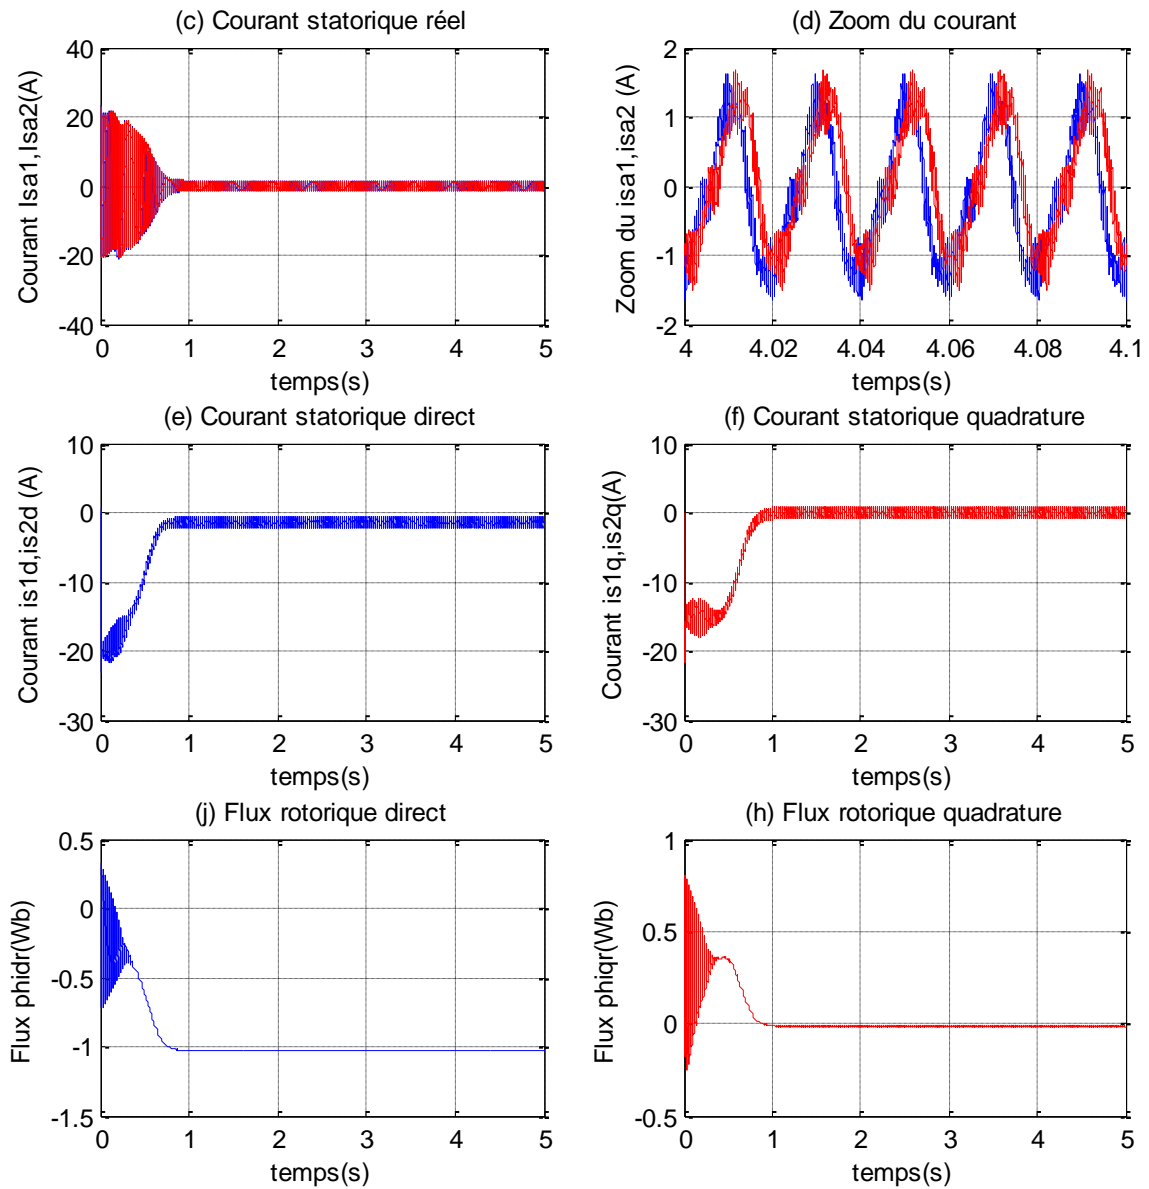 (c) Courant statorique réel
Courant Isa1,Isa2(A)
40
20
0
-20
-40
0 1 2 3 4 5
temps(s)
(d) Zoom du courant
Zoom du isa1,isa2 (A)
2
1
0
-1
-2
4 4.02 4.04 4.06 4.08 4.1
temps(s)
(e) Courant statorique direct
Courant is1d,is2d (A)
10
0
-10
-20
-30
0 1 2 3 4 5
temps(s)
(f) Courant statorique quadrature
Courant is1q,is2q(A)
10
0
-10
-20
-30
0 1 2 3 4 5
temps(s)
(j) Flux rotorique direct
Flux phidr(Wb)
0.5
0
-0.5
-1
-1.5
0 1 2 3 4 5
temps(s)
(h) Flux rotorique quadrature
Flux phiqr(Wb)
1
0.5
0
-0.5
0 1 2 3 4 5
temps(s)